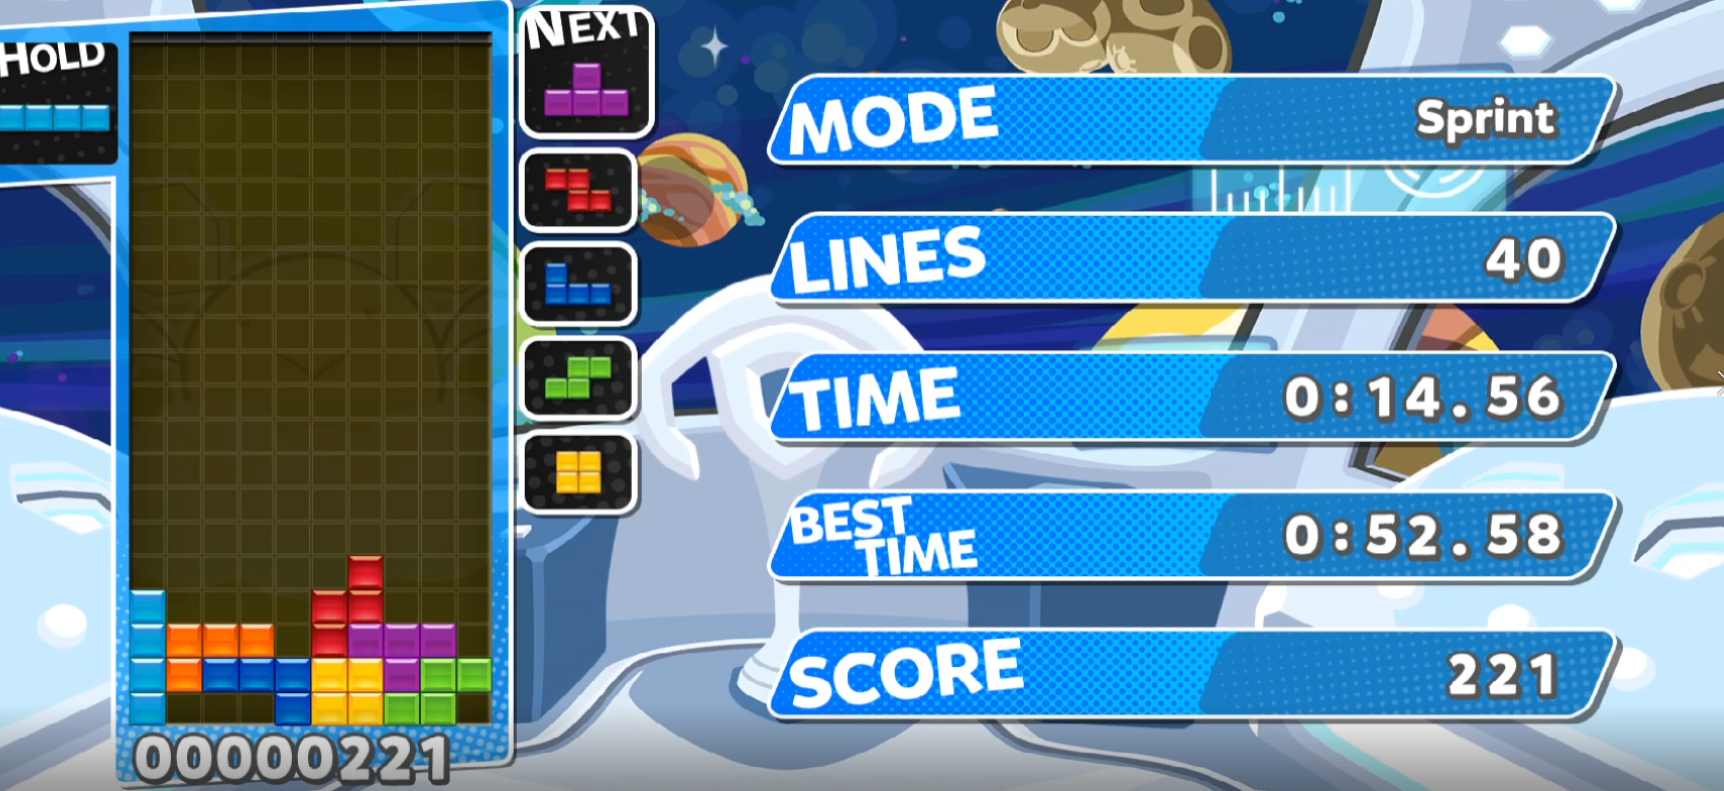 HOLD
NEXT
MODE Sprint
LINES 40
TIME 0:14.56
BEST
TIME 0:52.58
SCORE 221
00000221